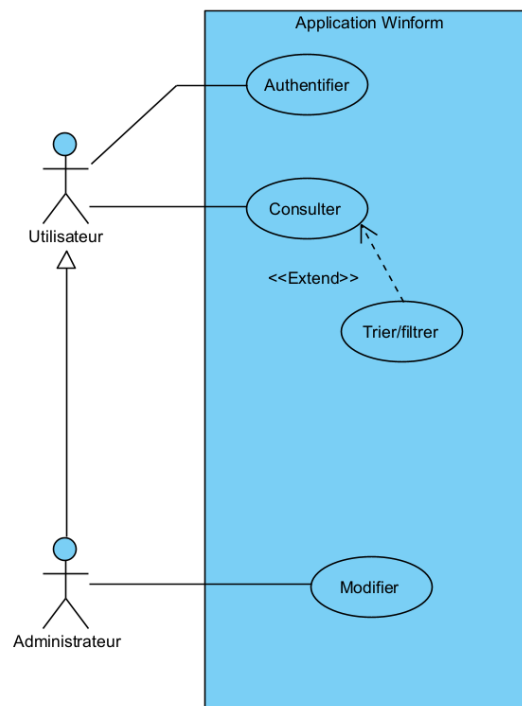 Application Winform
Authentifier
Consulter
Utilisateur
<<Extend>>
Trier/filtrer
Modifier
Administrateur